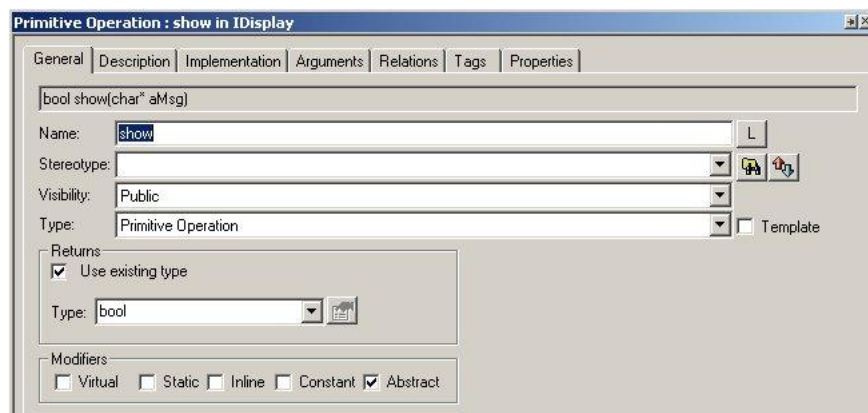 Primitive Operation : show in IDisplay
General Description Implementation Arguments Relations Tags Properties
bool show(char* aMsg)
Name: show L
Stereotype:
Visibility: Public
Type: Primitive Operation Template
Returns
Use existing type
Type: bool
Modifiers
Virtual Static Inline Constant Abstract